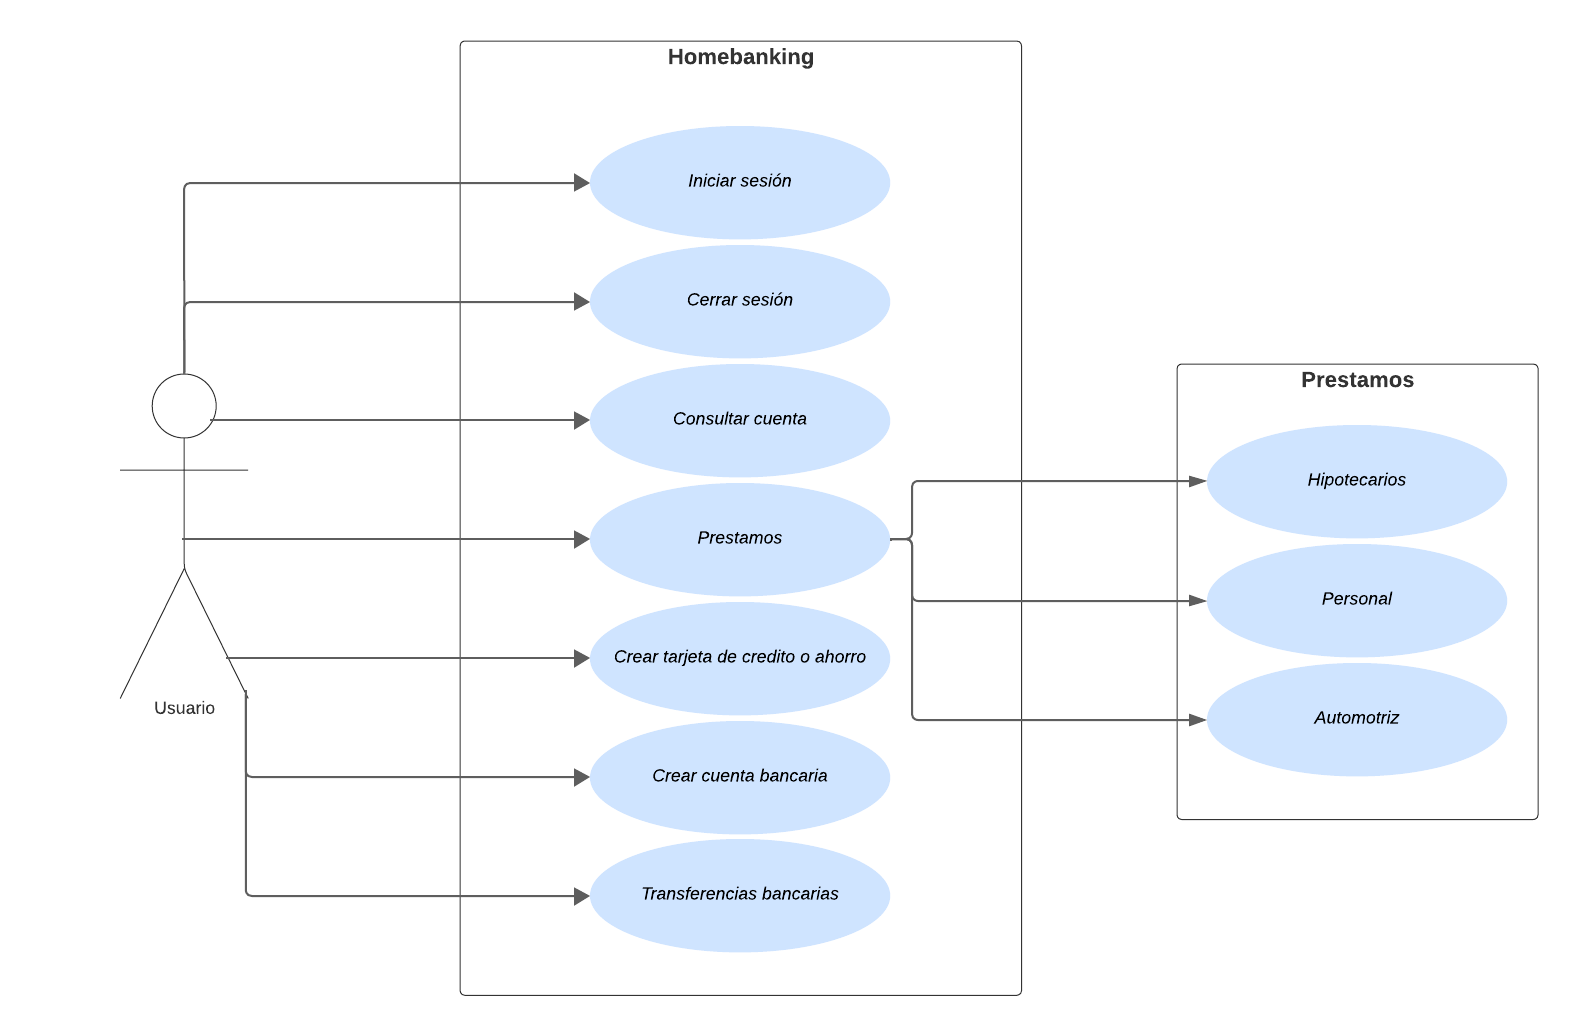 Homebanking
Iniciar sesión
Cerrar sesión
Consultar cuenta
Prestamos
Crear tarjeta de credito o ahorro
Crear cuenta bancaria
Transferencias bancarias
Usuario
Prestamos
Hipotecarios
Personal
Automotriz